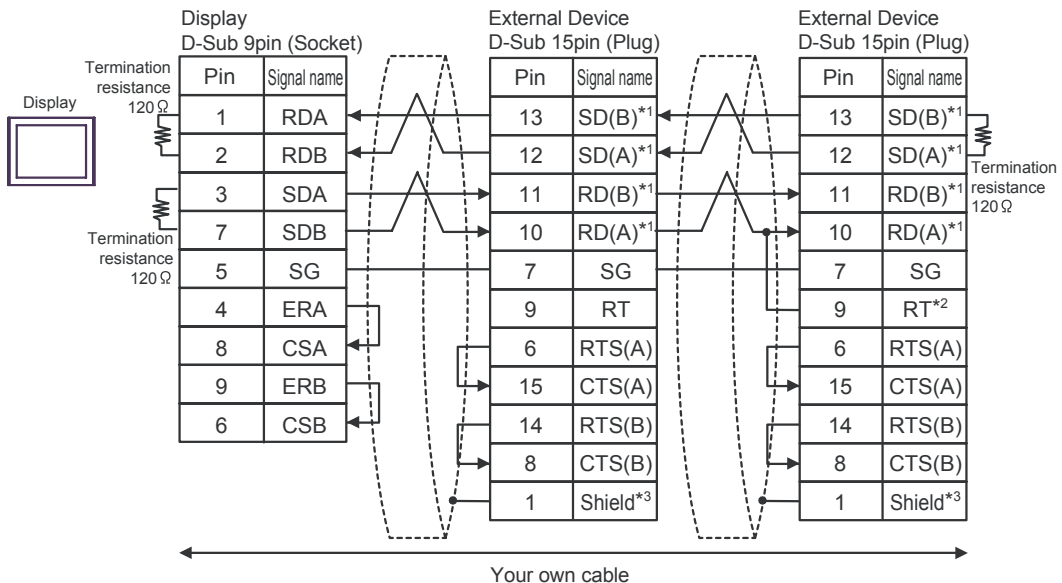 Display
D-Sub 9pin (Socket)
External Device
D-Sub 15pin (Plug)
External Device
D-Sub 15pin (Plug)
Display
Termination
resistance
120Ω
Pin Signal name
1 RDA
2 RDB
3 SDA
7 SDB
5 SG
4 ERA
8 CSA
9 ERB
6 CSB
Termination
resistance
120Ω
Pin Signal name
13 SD(B)*1
12 SD(A)*1
11 RD(B)*1
10 RD(A)*1
7 SG
9 RT
6 RTS(A)
15 CTS(A)
14 RTS(B)
8 CTS(B)
1 Shield*3
Pin Signal name
13 SD(B)*1
12 SD(A)*1
11 RD(B)*1
10 RD(A)*1
7 SG
9 RT*2
6 RTS(A)
15 CTS(A)
14 RTS(B)
8 CTS(B)
1 Shield*3
Termination
resistance
120Ω
Your own cable